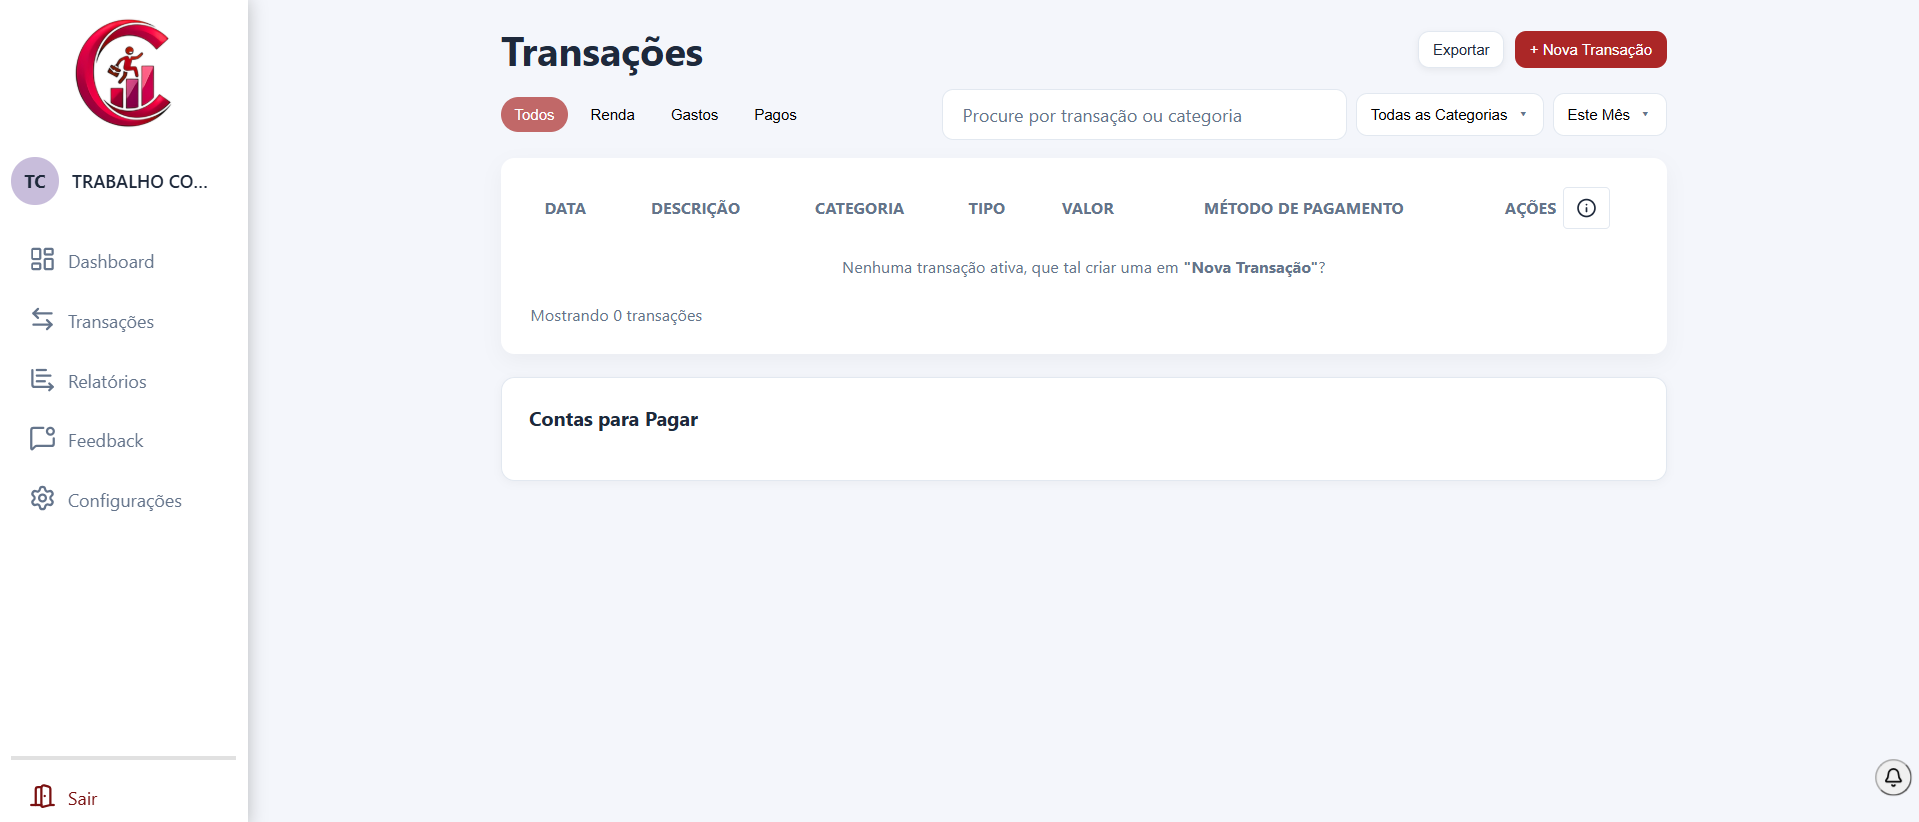 TC TRABALHO CO...
Dashboard
Transações
Relatórios
Feedback
Configurações
Sair
Transações
Exportar
+ Nova Transação
Todos Renda Gastos Pagos
Procure por transação ou categoria
Todas as Categorias
Este Mês
DATA DESCRIÇÃO CATEGORIA TIPO VALOR MÉTODO DE PAGAMENTO AÇÕES
Nenhuma transação ativa, que tal criar uma em "Nova Transação"?
Mostrando 0 transações
Contas para Pagar